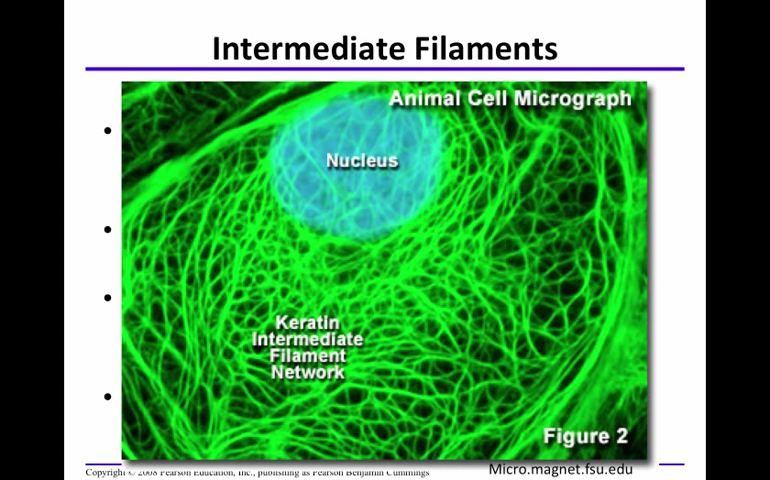 Intermediate Filaments
Animal Cell Micrograph
Nucleus
Keratin
Intermediate
Filament
Network
Figure 2
Copyright © 2008 Pearson Education, Inc., publishing as Pearson Benjamin Cummings
Micro.magnet.fsu.edu